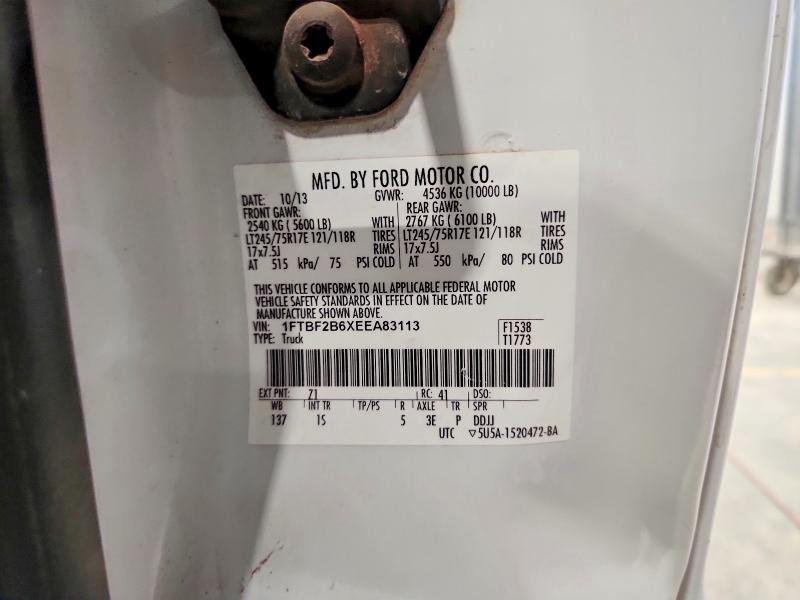 MFD. BY FORD MOTOR CO.
DATE: 10/13 GVWR: 4536 KG (10000 LB)
FRONT GAWR: REAR GAWR:
2540 KG ( 5600 LB) WITH 2767 KG ( 6100 LB) WITH
LT245/75R17E 121/118R TIRES LT245/75R17E 121/118R TIRES
17x7.5J RIMS 17x7.5J RIMS
AT 515 kPa/ 75 PSI COLD AT 550 kPa/ 80 PSI COLD
THIS VEHICLE CONFORMS TO ALL APPLICABLE FEDERAL MOTOR
VEHICLE SAFETY STANDARDS IN EFFECT ON THE DATE OF
MANUFACTURE SHOWN ABOVE.
VIN: 1FTBF2B6XEEA83113 F1538
TYPE: Truck T1773
EXT PNT: Z1 RC: 41 DSO:
WB INT TR TP/PS R AXLE TR SPR
137 1S 5 3E P DDJJ
UTC ▽5U5A-1520472-BA